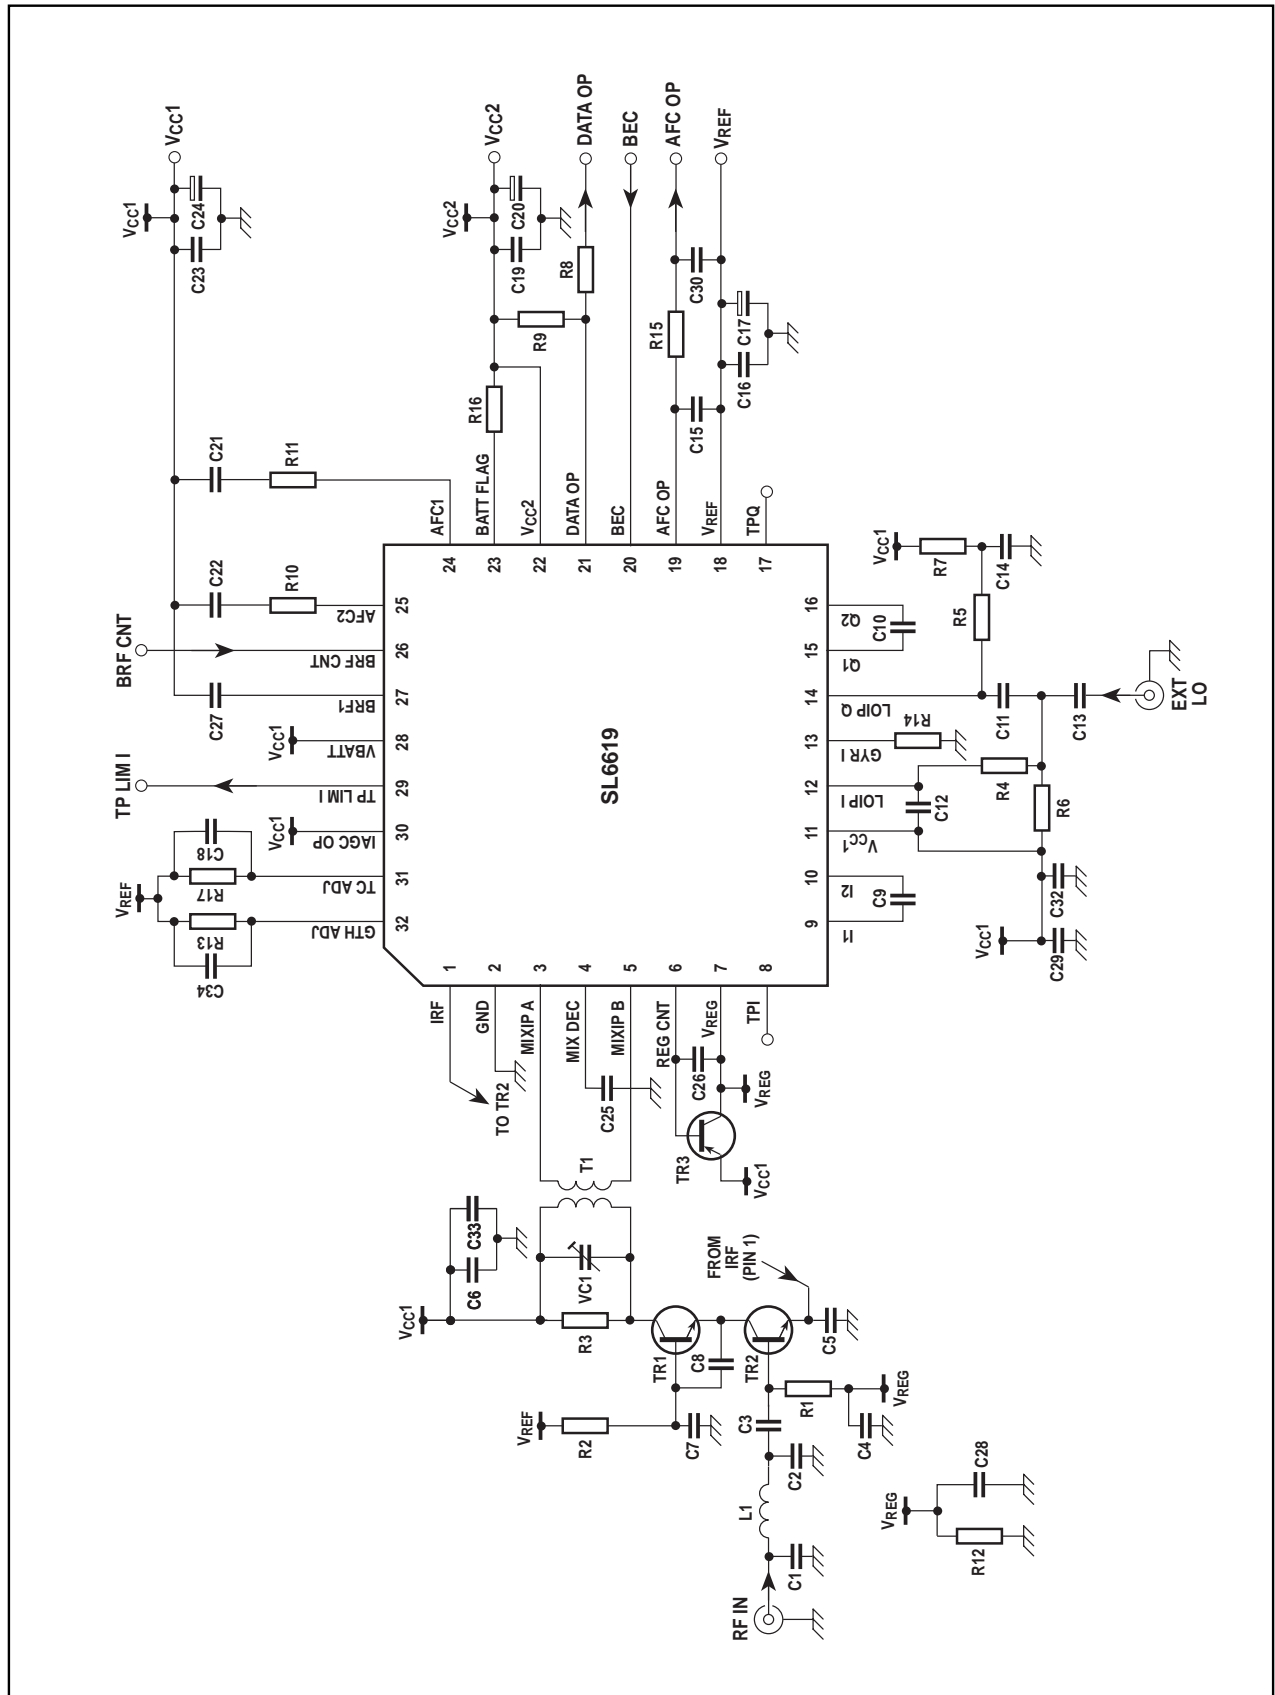 VCC1
VCC1
C24
C23
VCC2
VCC2
C20
C19
DATA OP
R8
R9
BEC
AFC OP
C30
R15
VREF
C17
C16
C15
R16
C21
R11
C22
R10
BRF CNT
C27
VCC1
TP LIM I
VCC1
C18
R17
VREF
R13
C34
AFC1
BATT FLAG
VCC2
DATA OP
BEC
AFC OP
VREF
TPQ
24
23
22
21
20
19
18
17
AFC2
25
BRF CNT
26
BRF1
27
VBATT
28
TP LIM I
29
IAGC OP
30
TC ADJ
31
GTH ADJ
32
SL6619
16
Q2
15
Q1
14
LOIP Q
13
GYR I
12
LOIP I
11
VCC1
10
I2
9
I1
C10
VCC1
R7
C14
R5
C11
C13
EXT
LO
R14
R4
C12
R6
C9
C32
VCC1
C29
1
2
3
4
5
6
7
8
IRF
GND
MIXIP A
MIX DEC
MIXIP B
REG CNT
VREG
TPI
TO TR2
C25
C26
VREG
TR3
VCC1
T1
C33
C6
VCC1
VC1
R3
FROM
IRF
(PIN 1)
TR1
C8
TR2
C5
VREF
R2
C7
C3
R1
VREG
C4
C2
L1
C1
RF IN
VREG
C28
R12